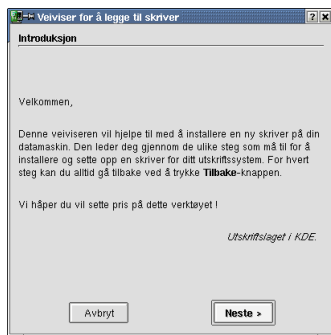 Veiviser for å legge til skriver
Introduksjon
Velkommen,
Denne veiviseren vil hjelpe til med å installere en ny skriver på din
datamaskin. Den leder deg gjennom de ulike steg som må til for å
installere og sette opp en skriver for ditt utskriftssystem. For hvert
steg kan du alltid gå tilbake ved å trykke Tilbake-knappen.
Vi håper du vil sette pris på dette verktøyet !
Utskriftslaget i KDE.
Avbryt
Neste >